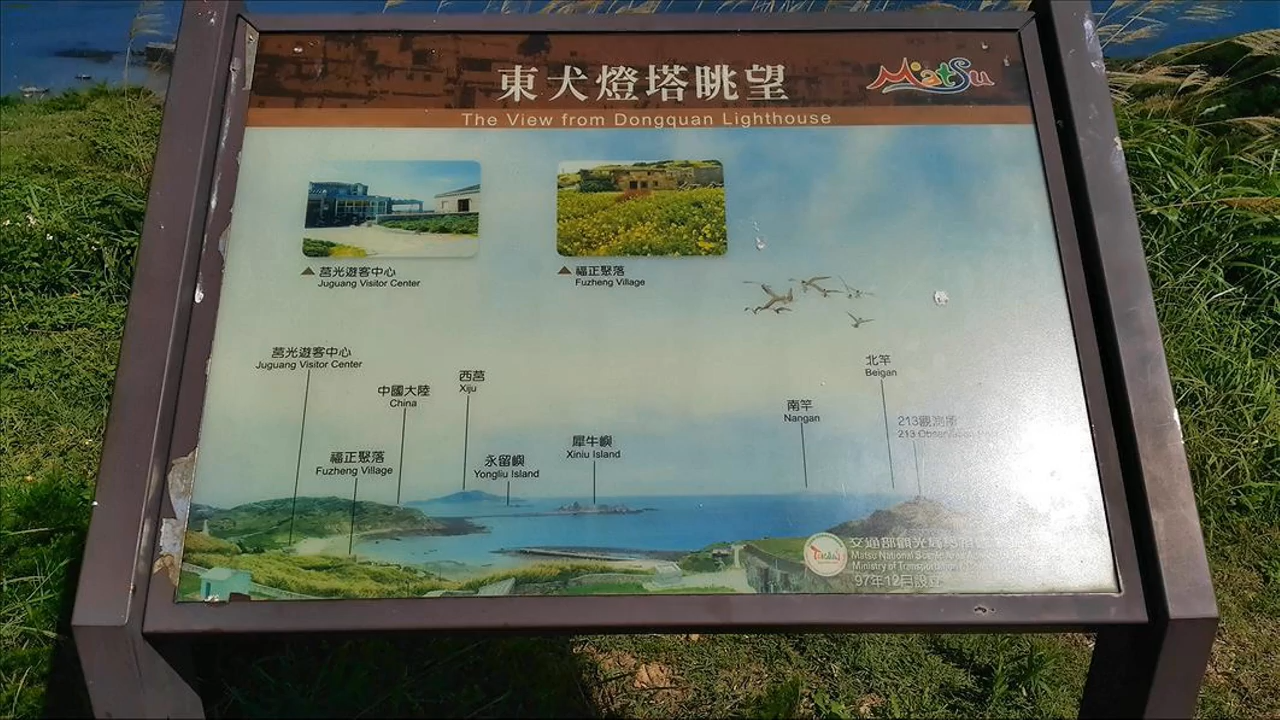 東犬燈塔眺望
MatSu
The View from Dongquan Lighthouse
莒光遊客中心
Juguang Visitor Center
福正聚落
Fuzheng Village
莒光遊客中心
Juguang Visitor Center
中國大陸
China
西莒
Xiju
福正聚落
Fuzheng Village
永留嶼
Yongliu Island
犀牛嶼
Xiniu Island
南竿
Nangan
北竿
Beigan
213觀測所
213
交通部觀光
Matsu National
Ministry of
97年12月設立